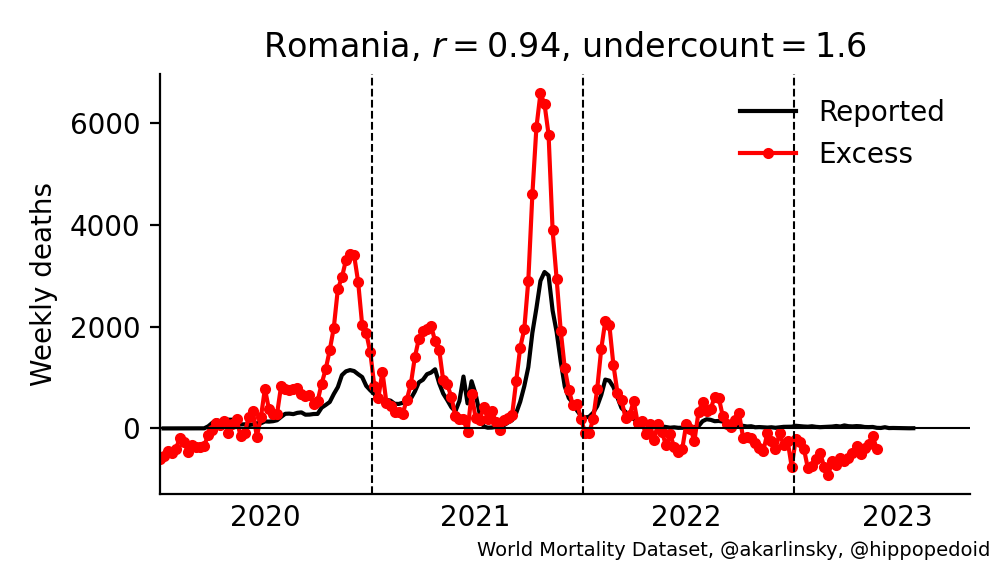 Romania, r = 0.94, undercount = 1.6
Weekly deaths
6000
4000
2000
0
Reported
Excess
2020
2021
2022
2023
World Mortality Dataset, @akarlinsky, @hippopedoid